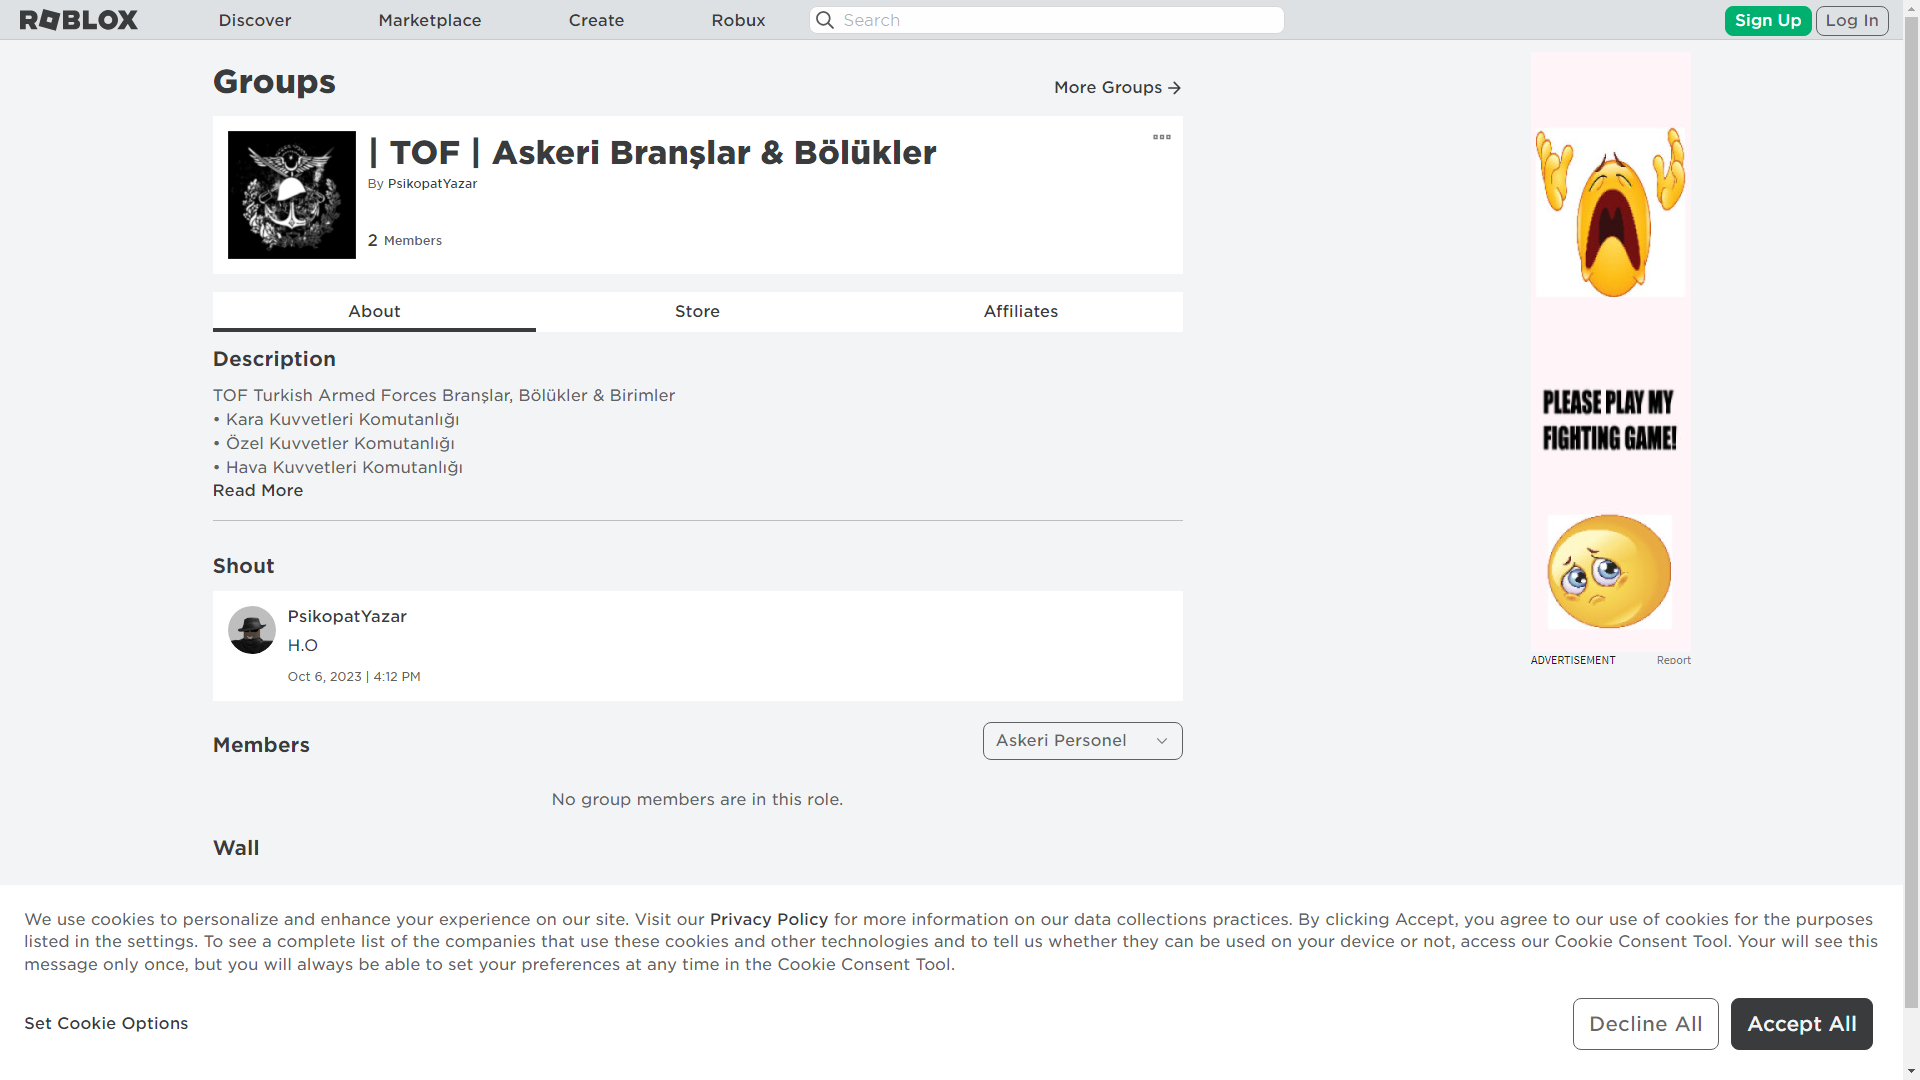 ROBLOX
Discover
Marketplace
Create
Robux
Search
Sign Up
Log In
Groups
More Groups
| TOF | Askeri Branşlar & Bölükler
By PsikopatYazar
2 Members
About
Store
Affiliates
Description
TOF Turkish Armed Forces Branşlar, Bölükler & Birimler
• Kara Kuvvetleri Komutanlığı
• Özel Kuvvetler Komutanlığı
• Hava Kuvvetleri Komutanlığı
Read More
Shout
PsikopatYazar
H.O
Oct 6, 2023 | 4:12 PM
Members
Askeri Personel
No group members are in this role.
Wall
PLEASE PLAY MY
FIGHTING GAME!
ADVERTISEMENT
Report
We use cookies to personalize and enhance your experience on our site. Visit our Privacy Policy for more information on our data collections practices. By clicking Accept, you agree to our use of cookies for the purposes
listed in the settings. To see a complete list of the companies that use these cookies and other technologies and to tell us whether they can be used on your device or not, access our Cookie Consent Tool. Your will see this
message only once, but you will always be able to set your preferences at any time in the Cookie Consent Tool.
Set Cookie Options
Decline All
Accept All